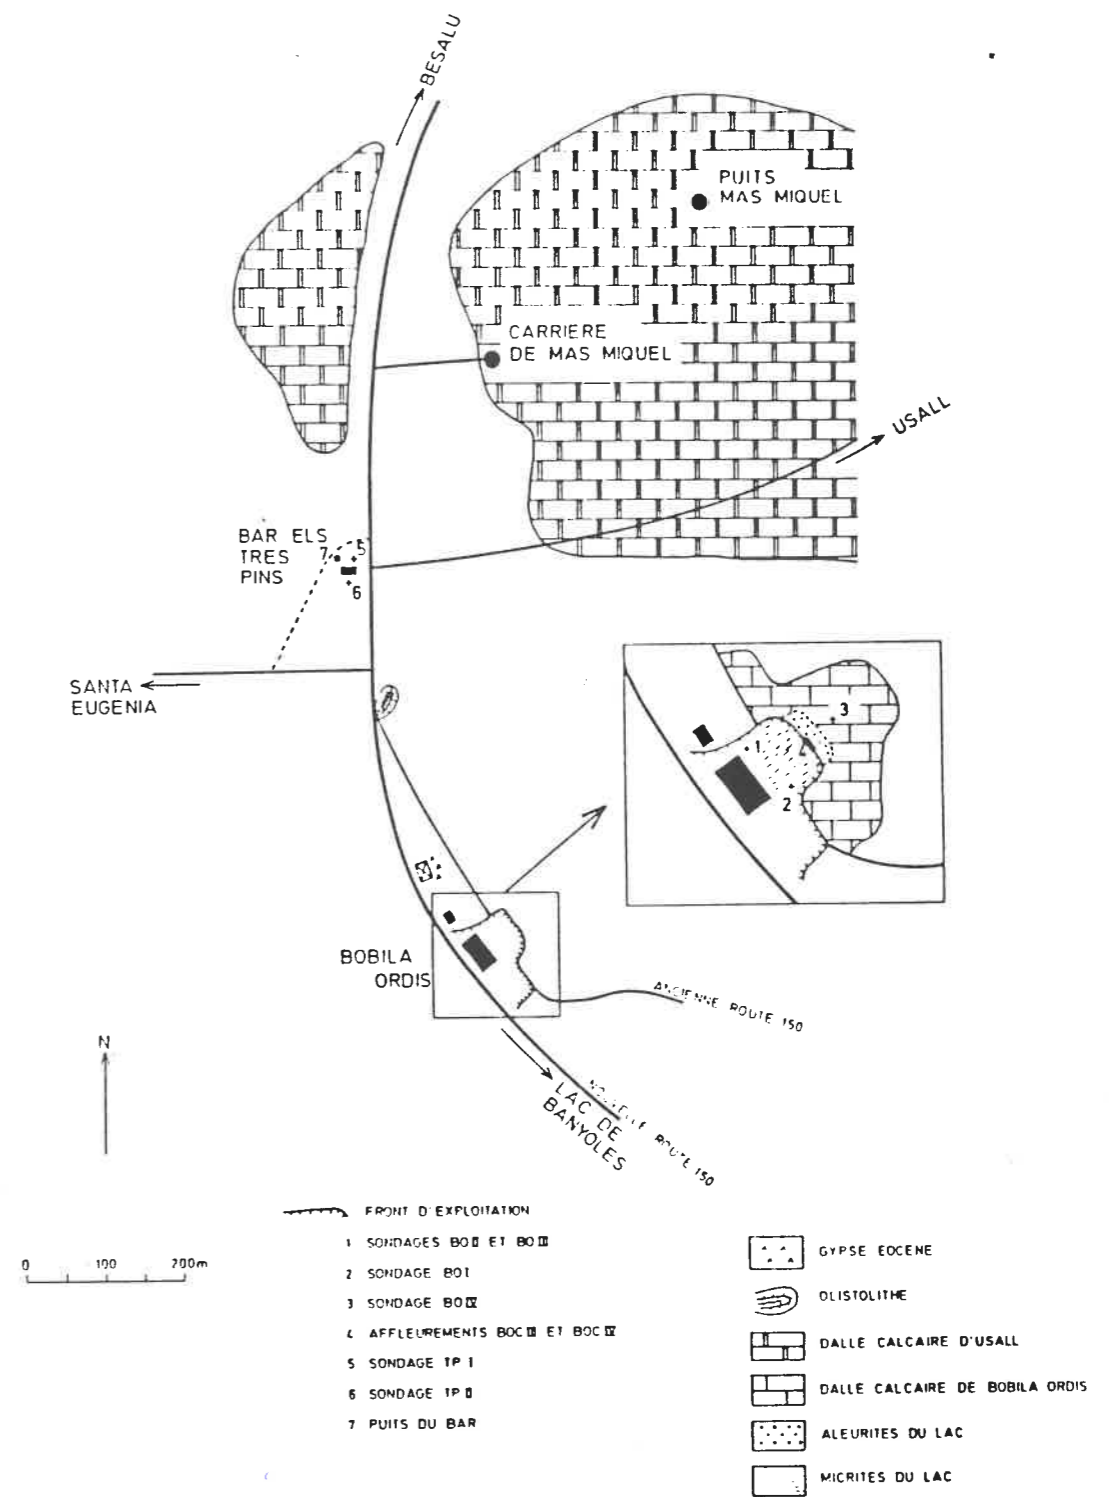 BESALU
PUITS
MAS MIQUEL
CARRIERE
DE MAS MIQUEL
USALL
BAR ELS
TRES
PINS
7
5
6
SANTA
EUGENIA
3
1
4
2
BOBILA
ORDIS
ANCIENNE ROUTE 150
N
LAC DE
BANYOLES
NOUVELLE ROUTE 150
0 100 200m
FRONT D'EXPLOITATION
1 SONDAGES BO II ET BO III
2 SONDAGE BO I
3 SONDAGE BO IV
4 AFFLEUREMENTS BOC III ET BOC IV
5 SONDAGE TP I
6 SONDAGE TP II
7 PUITS DU BAR
GYPSE EOCENE
OLISTOLITHE
DALLE CALCAIRE D'USALL
DALLE CALCAIRE DE BOBILA ORDIS
ALEURITES DU LAC
MICRITES DU LAC